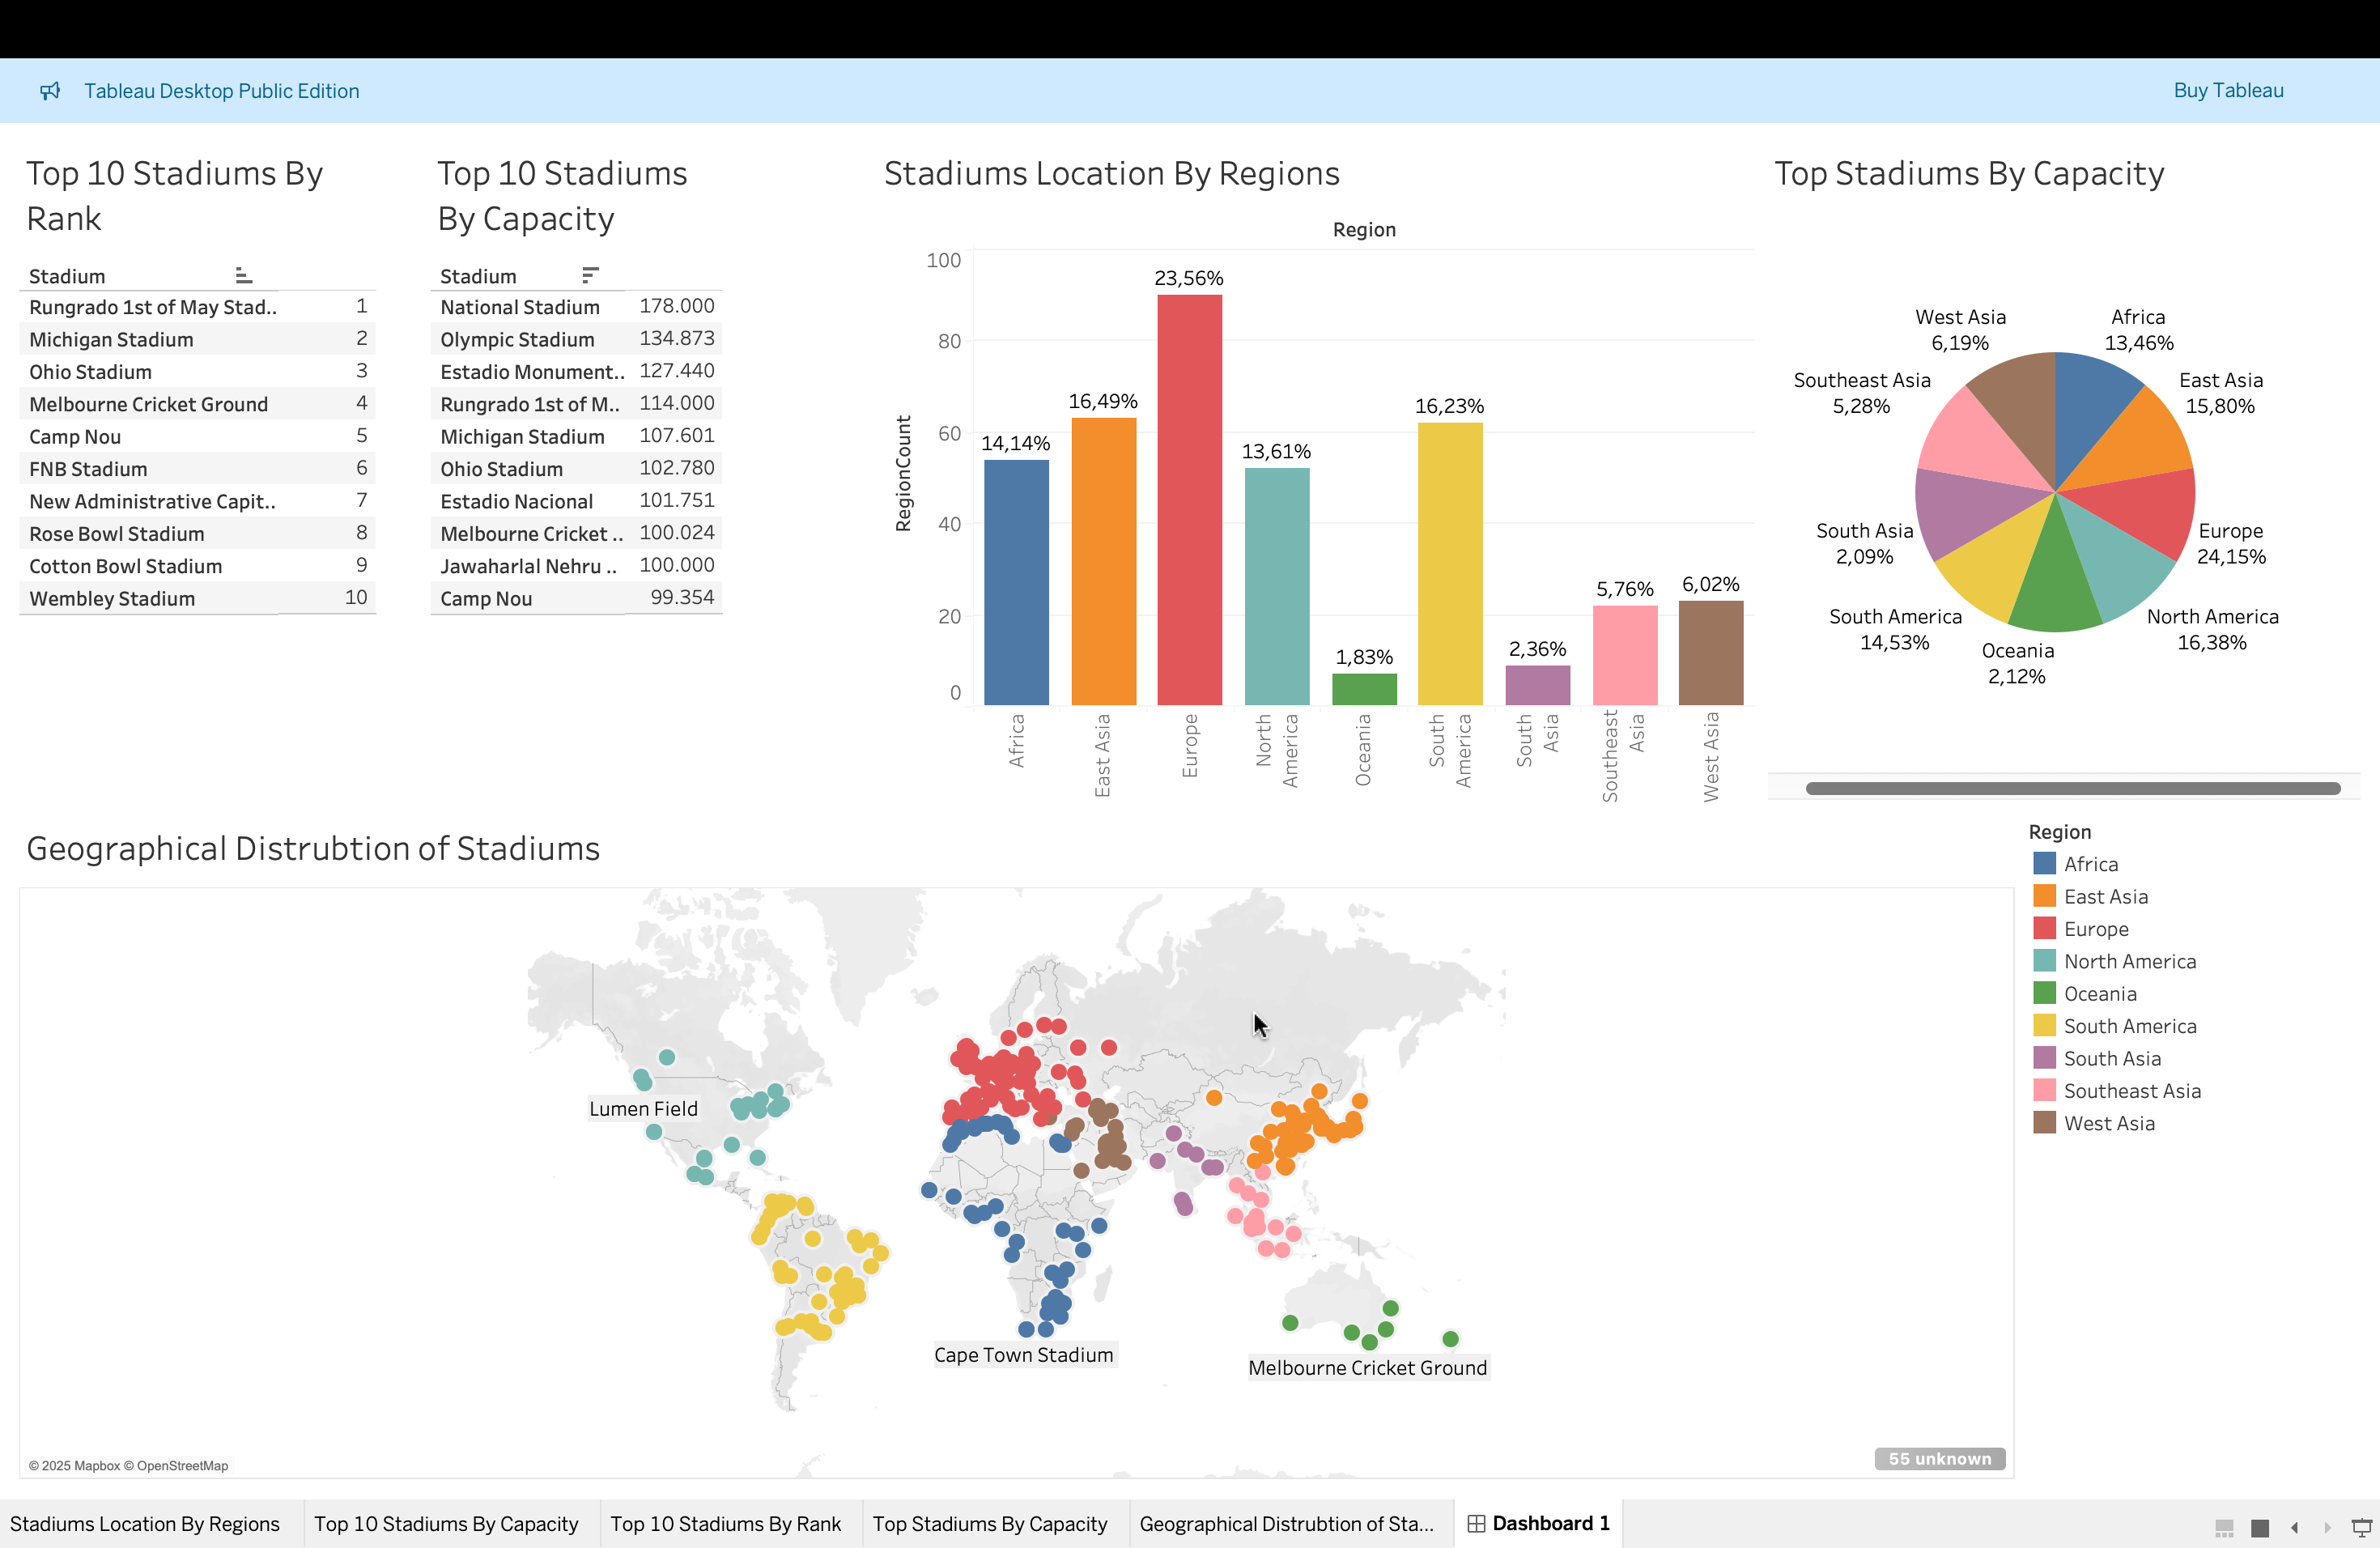 Tableau Desktop Public Edition
Buy Tableau
Top 10 Stadiums By
Rank
Stadium
Rungrado 1st of May Stad.. 1
Michigan Stadium 2
Ohio Stadium 3
Melbourne Cricket Ground 4
Camp Nou 5
FNB Stadium 6
New Administrative Capit.. 7
Rose Bowl Stadium 8
Cotton Bowl Stadium 9
Wembley Stadium 10
Top 10 Stadiums
By Capacity
Stadium
National Stadium 178.000
Olympic Stadium 134.873
Estadio Monument.. 127.440
Rungrado 1st of M.. 114.000
Michigan Stadium 107.601
Ohio Stadium 102.780
Estadio Nacional 101.751
Melbourne Cricket .. 100.024
Jawaharlal Nehru .. 100.000
Camp Nou 99.354
Stadiums Location By Regions
Region
RegionCount
100
80
60
40
20
0
14,14%
16,49%
23,56%
13,61%
1,83%
16,23%
2,36%
5,76%
6,02%
Africa
East Asia
Europe
North
America
Oceania
South
America
South
Asia
Southeast
Asia
West Asia
Top Stadiums By Capacity
West Asia
6,19%
Africa
13,46%
Southeast Asia
5,28%
East Asia
15,80%
South Asia
2,09%
Europe
24,15%
South America
14,53%
North America
16,38%
Oceania
2,12%
Geographical Distrubtion of Stadiums
Lumen Field
Cape Town Stadium
Melbourne Cricket Ground
© 2025 Mapbox © OpenStreetMap
55 unknown
Region
Africa
East Asia
Europe
North America
Oceania
South America
South Asia
Southeast Asia
West Asia
Stadiums Location By Regions
Top 10 Stadiums By Capacity
Top 10 Stadiums By Rank
Top Stadiums By Capacity
Geographical Distrubtion of Sta...
Dashboard 1